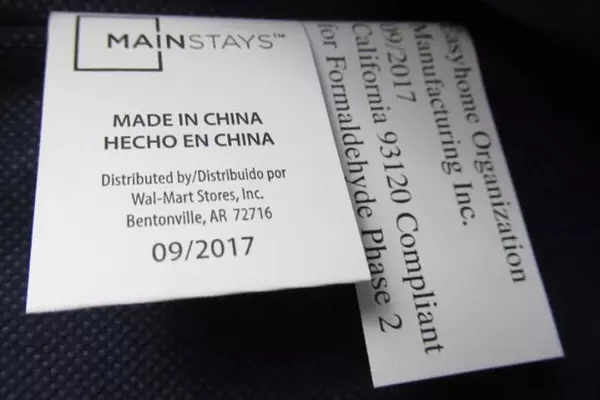 MAINSTAYS™
MADE IN CHINA
HECHO EN CHINA
Distributed by/Distribuido por
Wal-Mart Stores, Inc.
Bentonville, AR 72716
09/2017
Easyhome Organization
Manufacturing Inc.
09/2017
California 93120 Compliant
for Formaldehyde Phase 2